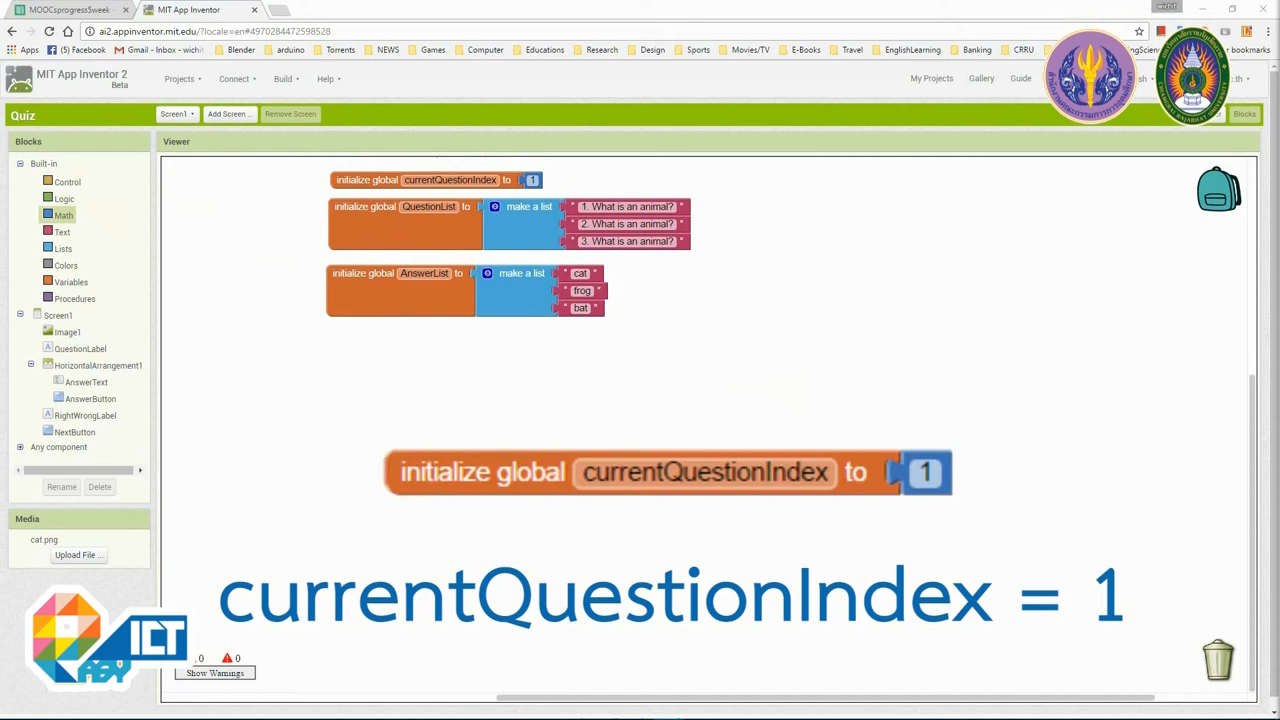 wichit
MOOCsprogress5week
MIT App Inventor 2
ai2.appinventor.mit.edu/?locale=en#4970284472598528
Apps
(5) Facebook
Gmail - Inbox - wichi
Blender
arduino
Torrents
NEWS
Games
Computer
Educations
Research
Design
Sports
Movies/TV
E-Books
Travel
EnglishLearning
Banking
CRRU
bookmarks
MIT App Inventor 2
Beta
Projects
Connect
Build
Help
My Projects
Gallery
Guide
Quiz
Screen1
Add Screen ...
Remove Screen
Blocks
Blocks
Viewer
Built-in
Control
Logic
Math
Text
Lists
Colors
Variables
Procedures
Screen1
Image1
QuestionLabel
HorizontalArrangement1
AnswerText
AnswerButton
RightWrongLabel
NextButton
Any component
Rename
Delete
Media
cat.png
Upload File ...
initialize global currentQuestionIndex to 1
initialize global QuestionList to make a list " 1. What is an animal? "
" 2. What is an animal? "
" 3. What is an animal? "
initialize global AnswerList to make a list " cat "
" frog "
" bat "
initialize global currentQuestionIndex to 1
currentQuestionIndex = 1
ICT
0
0
Show Warnings